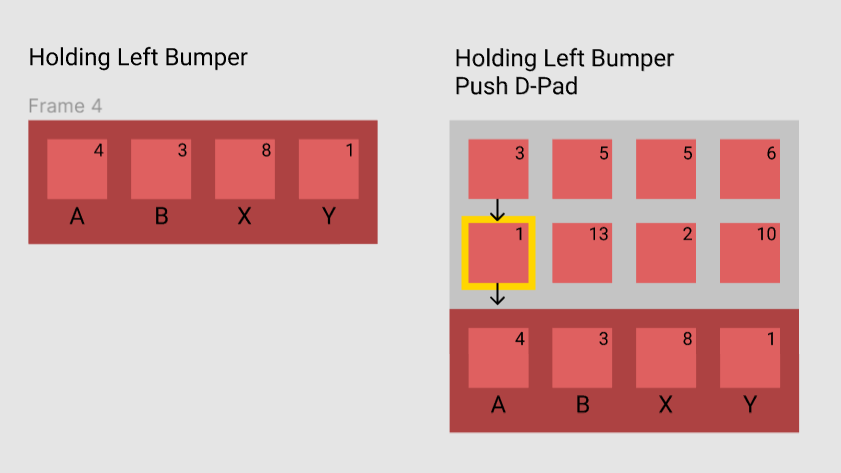 Holding Left Bumper
Frame 4
4 3 8 1
A B X Y
Holding Left Bumper
Push D-Pad
3 5 5 6
1 13 2 10
4 3 8 1
A B X Y